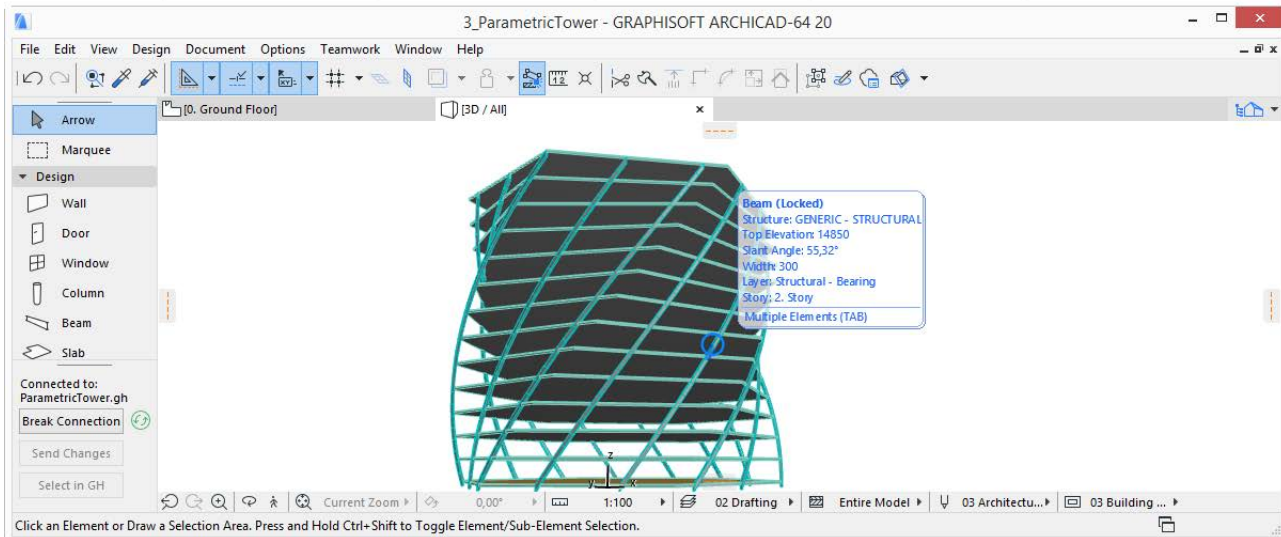 3_ParametricTower - GRAPHISOFT ARCHICAD-64 20
File Edit View Design Document Options Teamwork Window Help
[0. Ground Floor] [3D / All]
Arrow
Marquee
Design
Wall
Door
Window
Column
Beam
Slab
Connected to:
ParametricTower.gh
Break Connection
Send Changes
Select in GH
Beam (Locked)
Structure: GENERIC - STRUCTURAL
Top Elevation: 14850
Slant Angle: 55,32°
Width: 300
Layer: Structural - Bearing
Story: 2. Story
Multiple Elements (TAB)
z
y x
Current Zoom 0,00° 1:100 02 Drafting Entire Model 03 Architectu... 03 Building ...
Click an Element or Draw a Selection Area. Press and Hold Ctrl+Shift to Toggle Element/Sub-Element Selection.